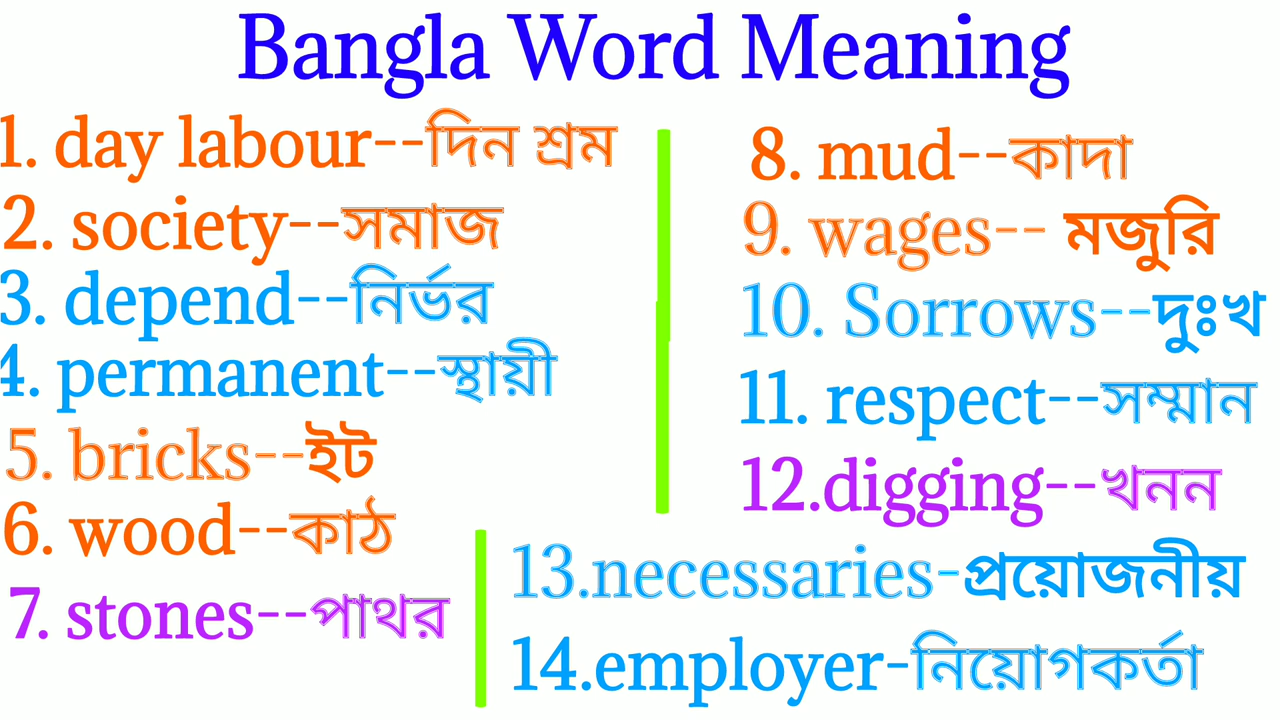 Bangla Word Meaning
1. day labour--দিন শ্রম
2. society--সমাজ
3. depend--নির্ভর
4. permanent--স্থায়ী
5. bricks--ইট
6. wood--কাঠ
7. stones--পাথর
8. mud--কাদা
9. wages-- মজুরি
10. Sorrows--দুঃখ
11. respect--সম্মান
12.digging--খনন
13.necessaries-প্রয়োজনীয়
14.employer-নিয়োগকর্তা